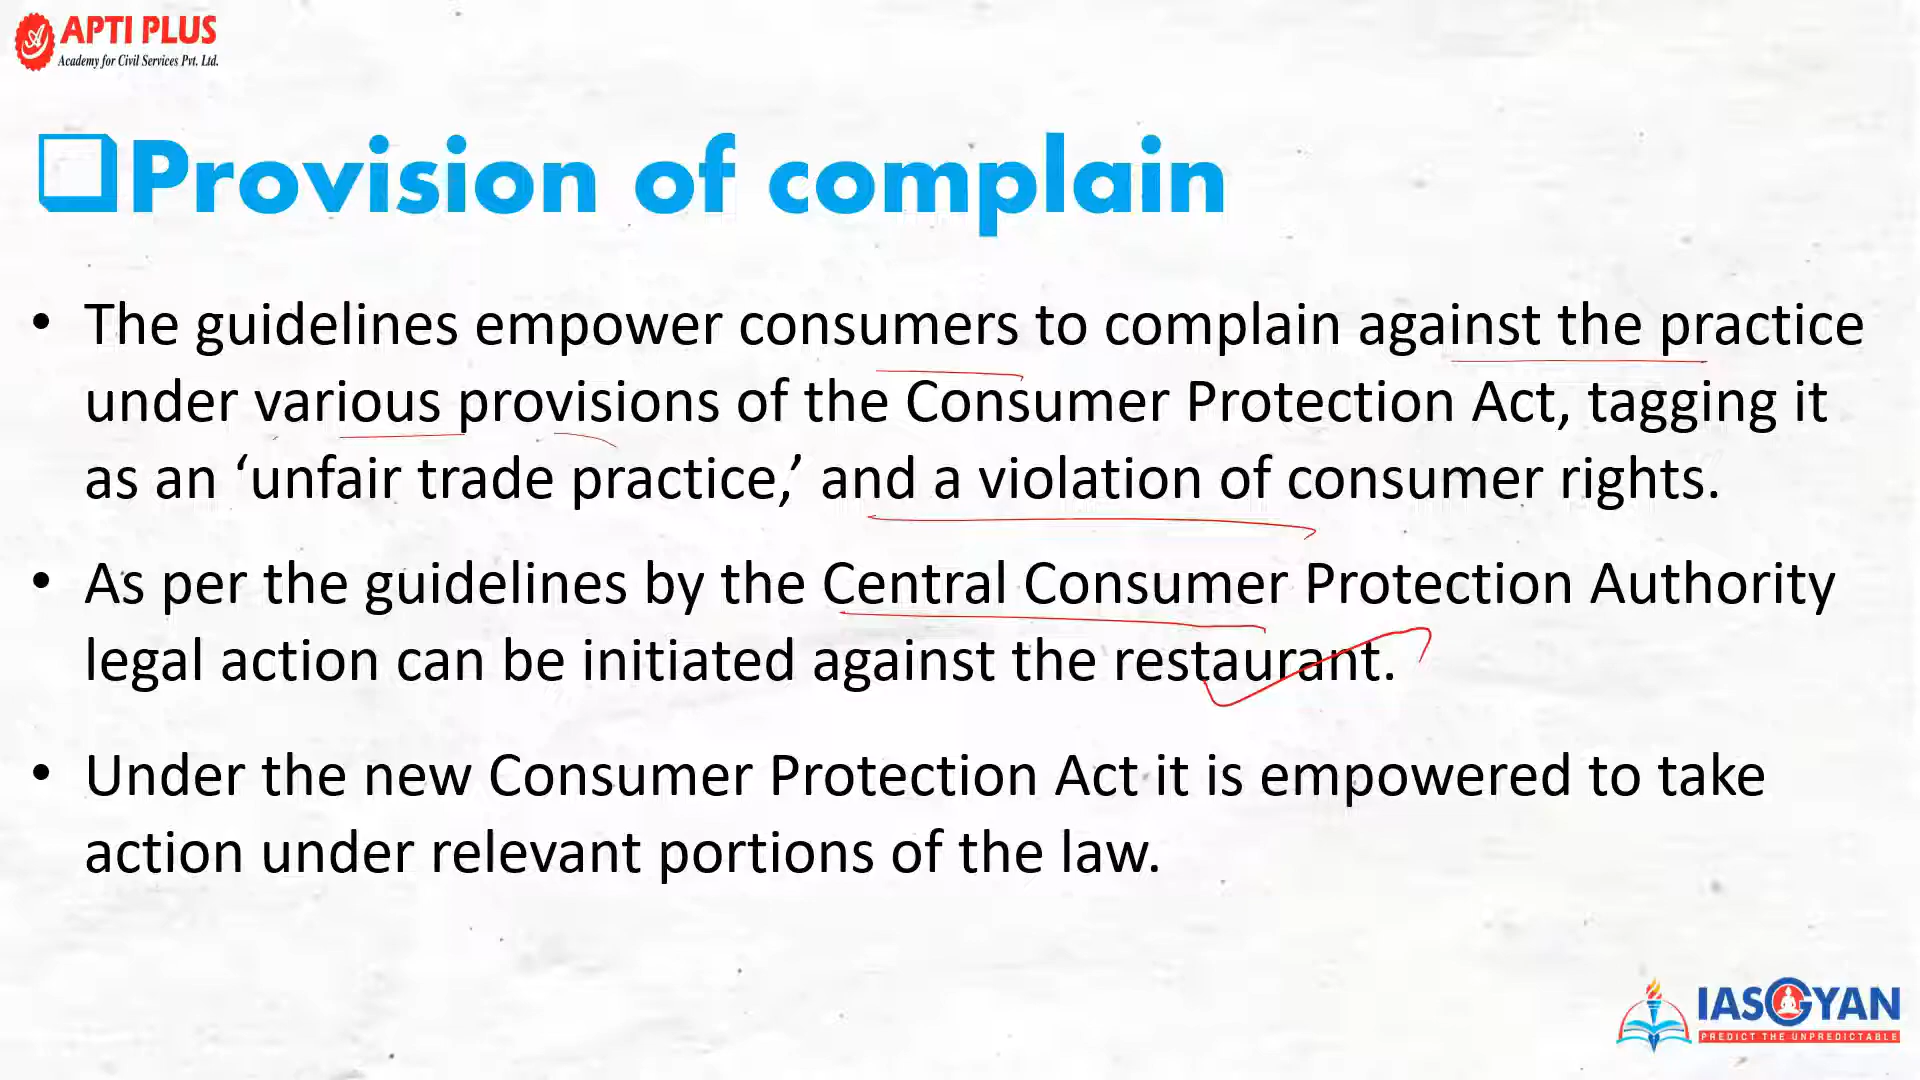 APTI PLUS
Academy for Civil Services Pvt. Ltd.
❑Provision of complain
• The guidelines empower consumers to complain against the practice
under various provisions of the Consumer Protection Act, tagging it
as an ‘unfair trade practice,’ and a violation of consumer rights.
• As per the guidelines by the Central Consumer Protection Authority
legal action can be initiated against the restaurant.
• Under the new Consumer Protection Act it is empowered to take
action under relevant portions of the law.
IASGYAN
PREDICT THE UNPREDICTABLE